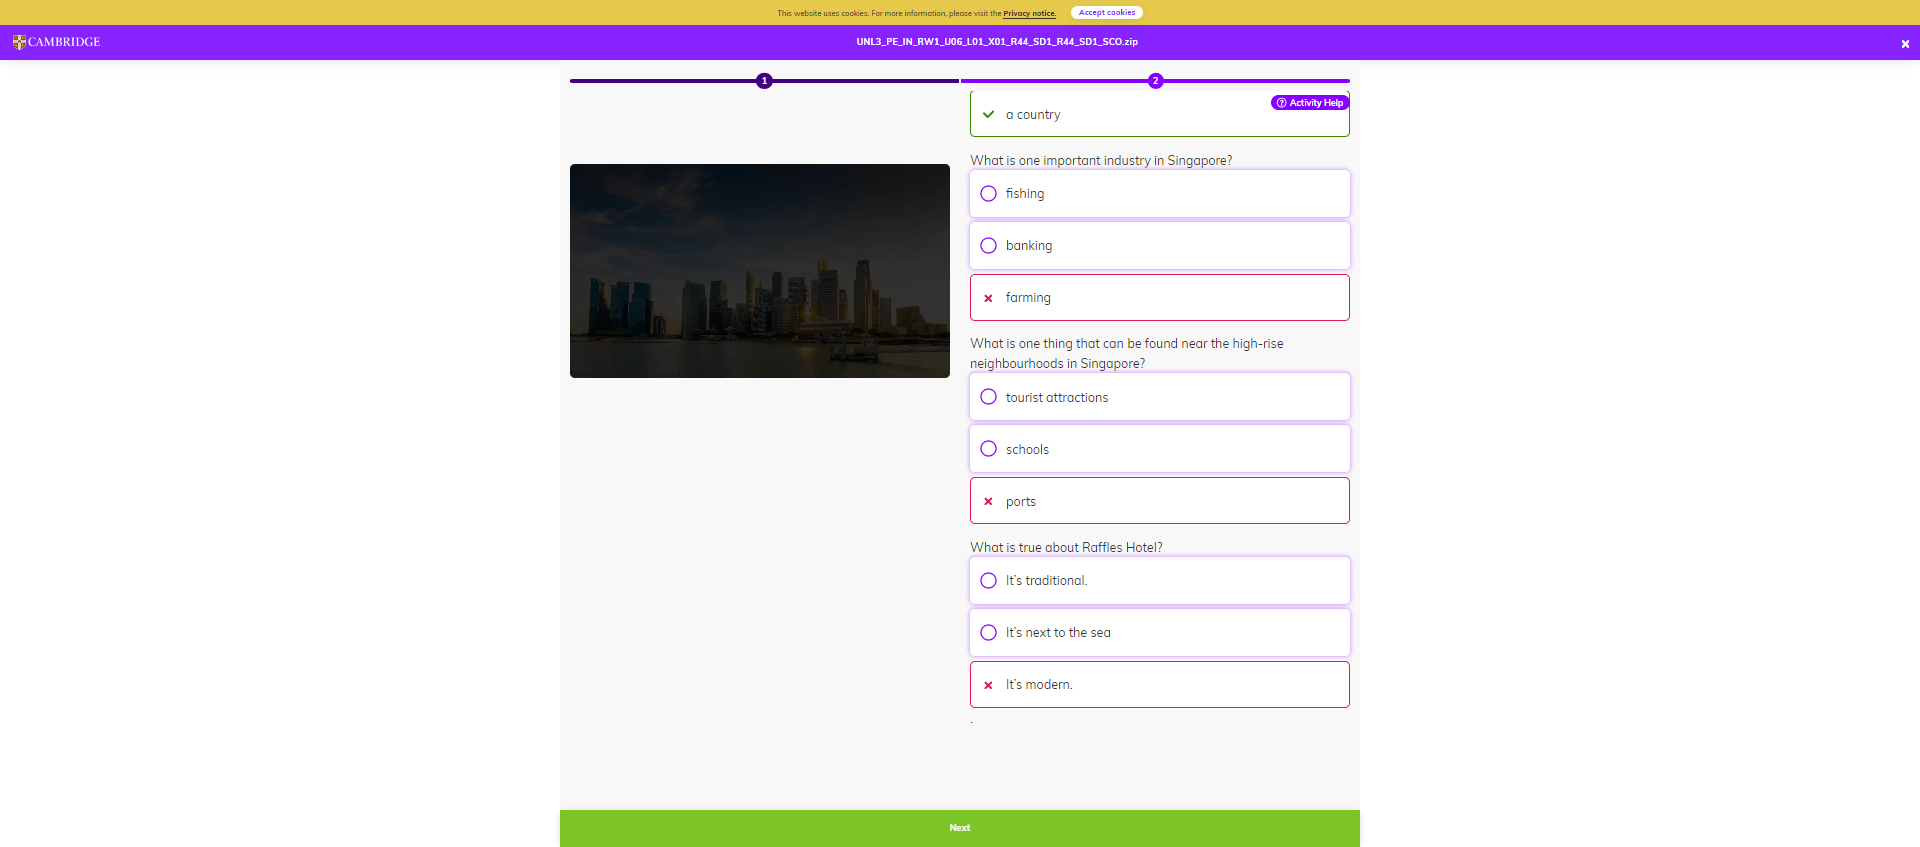 This website uses cookies. For more information, please visit the Privacy notice. Accept cookies
CAMBRIDGE
UNL3_PE_IN_RW1_U06_L01_X01_R44_SD1_R44_SD1_SCO.zip
1
2
Activity Help
a country
What is one important industry in Singapore?
fishing
banking
farming
What is one thing that can be found near the high-rise
neighbourhoods in Singapore?
tourist attractions
schools
ports
What is true about Raffles Hotel?
It's traditional.
It's next to the sea
It's modern.
.
Next